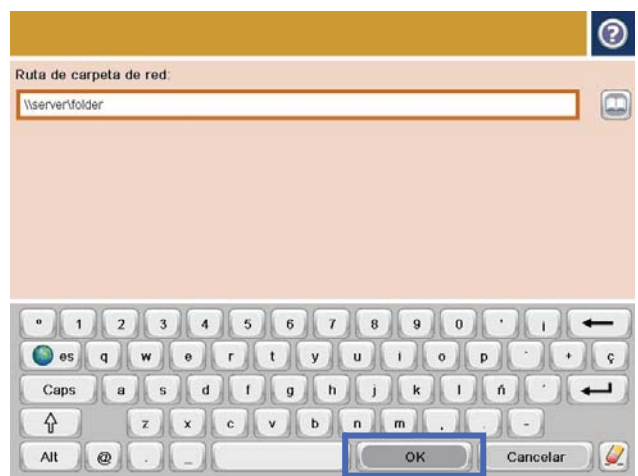 ?
Ruta de carpeta de red:
\\server\folder
º 1 2 3 4 5 6 7 8 9 0 ' ¡
es q w e r t y u i o p ` + ç
Caps a s d f g h j k l ñ ´
z x c v b n m , . -
Alt @ . _ OK Cancelar